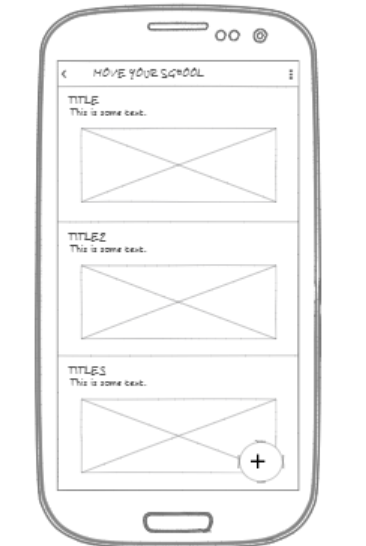 MOVE YOUR SCHOOL
TITLE
This is some text.
TITLE2
This is some text.
TITLE3
This is some text.